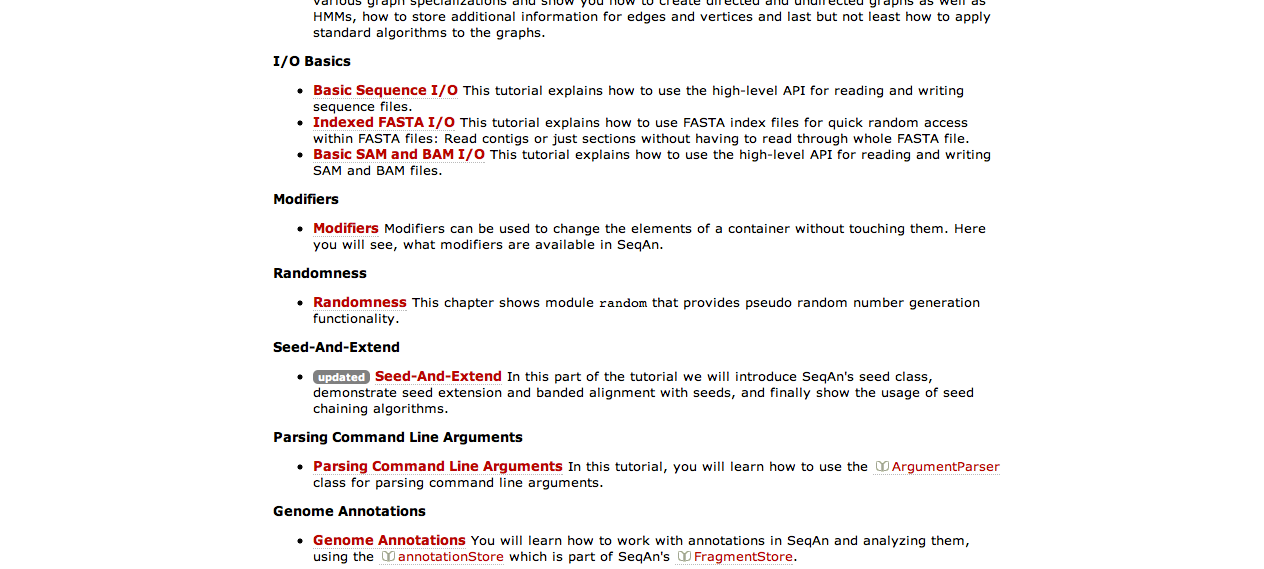 various graph specializations and show you how to create directed and undirected graphs as well as
HMMs, how to store additional information for edges and vertices and last but not least how to apply
standard algorithms to the graphs.
I/O Basics
• Basic Sequence I/O This tutorial explains how to use the high-level API for reading and writing
sequence files.
• Indexed FASTA I/O This tutorial explains how to use FASTA index files for quick random access
within FASTA files: Read contigs or just sections without having to read through whole FASTA file.
• Basic SAM and BAM I/O This tutorial explains how to use the high-level API for reading and writing
SAM and BAM files.
Modifiers
• Modifiers Modifiers can be used to change the elements of a container without touching them. Here
you will see, what modifiers are available in SeqAn.
Randomness
• Randomness This chapter shows module random that provides pseudo random number generation
functionality.
Seed-And-Extend
• updated Seed-And-Extend In this part of the tutorial we will introduce SeqAn's seed class,
demonstrate seed extension and banded alignment with seeds, and finally show the usage of seed
chaining algorithms.
Parsing Command Line Arguments
• Parsing Command Line Arguments In this tutorial, you will learn how to use the ArgumentParser
class for parsing command line arguments.
Genome Annotations
• Genome Annotations You will learn how to work with annotations in SeqAn and analyzing them,
using the annotationStore which is part of SeqAn's FragmentStore.